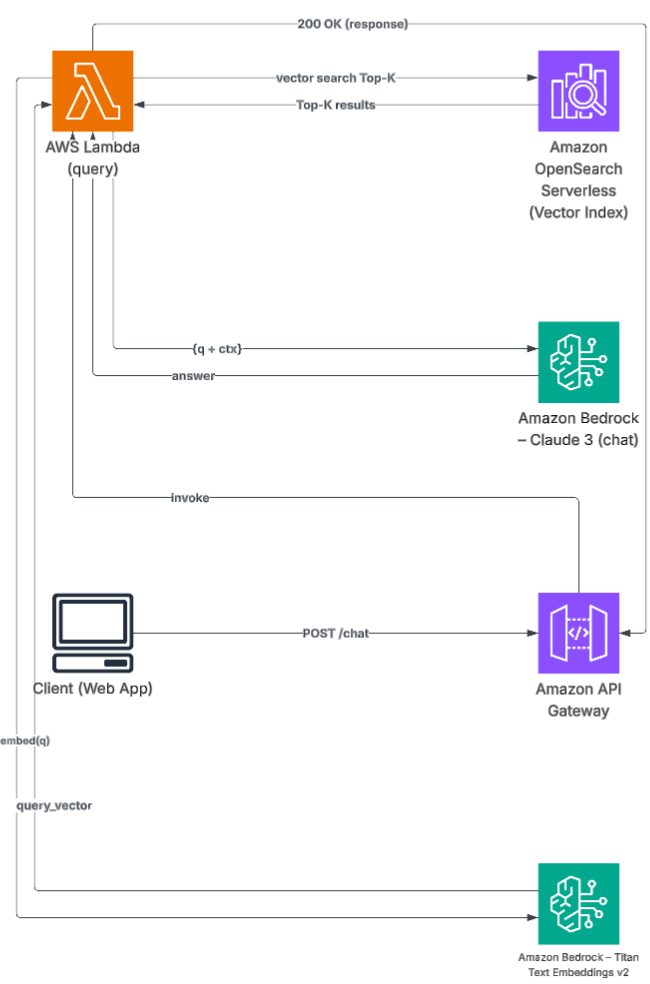 200 OK (response)
vector search Top-K
Top-K results
AWS Lambda
(query)
Amazon
OpenSearch
Serverless
(Vector Index)
{q + ctx}
answer
Amazon Bedrock
– Claude 3 (chat)
invoke
POST /chat
</>
Client (Web App)
Amazon API
Gateway
embed(q)
query_vector
Amazon Bedrock – Titan
Text Embeddings v2